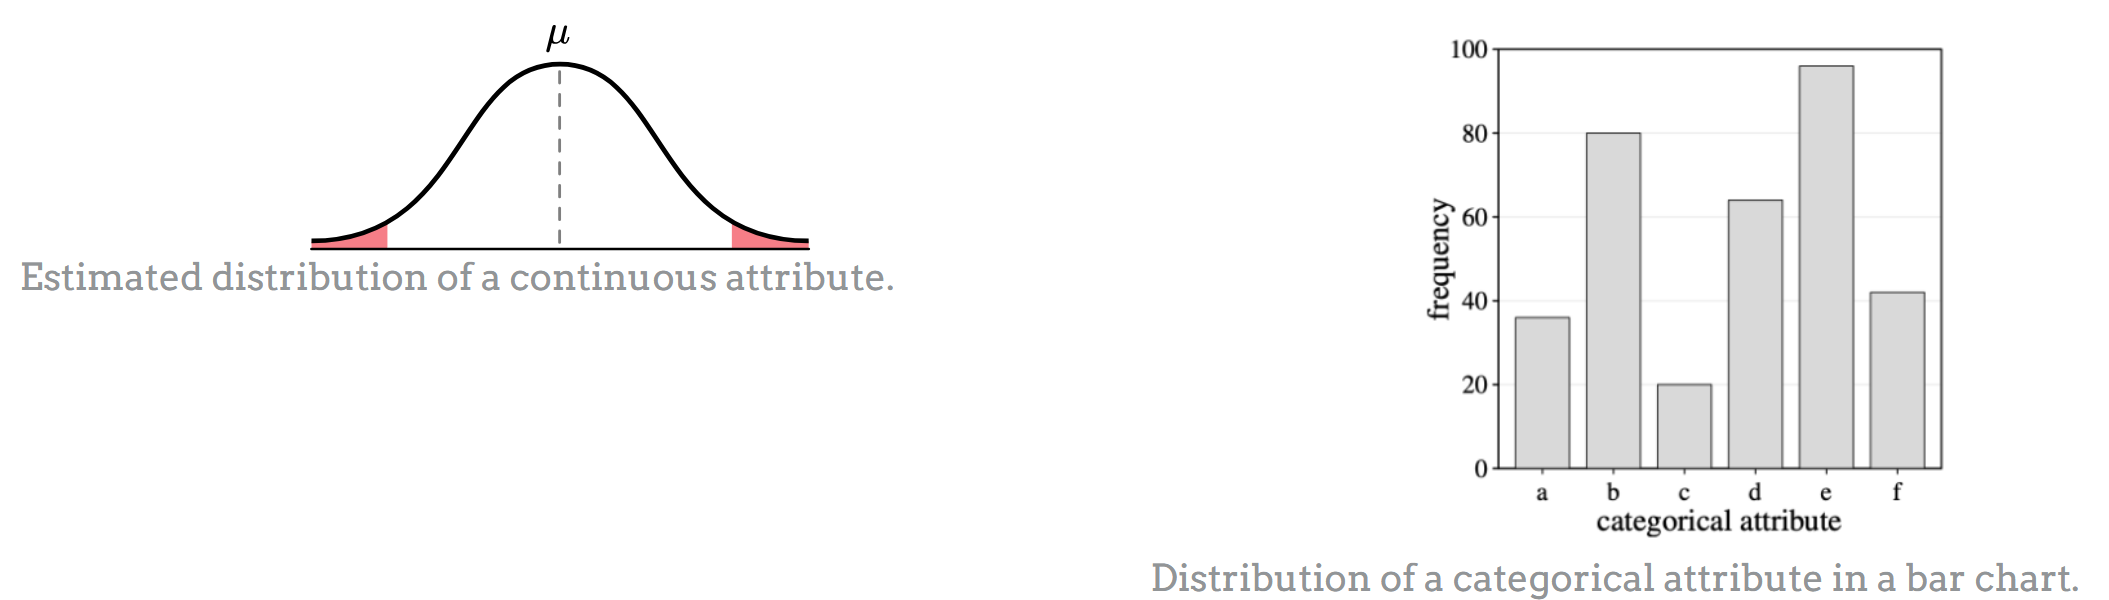 μ
Estimated distribution of a continuous attribute.
100
80
60
40
20
0
frequency
a b c d e f
categorical attribute
Distribution of a categorical attribute in a bar chart.